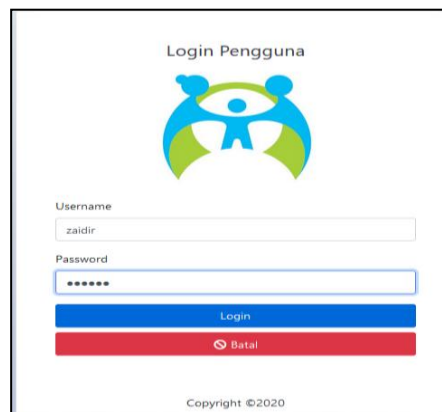 Login Pengguna
Username
zaidir
Password
••••••
Login
Batal
Copyright ©2020